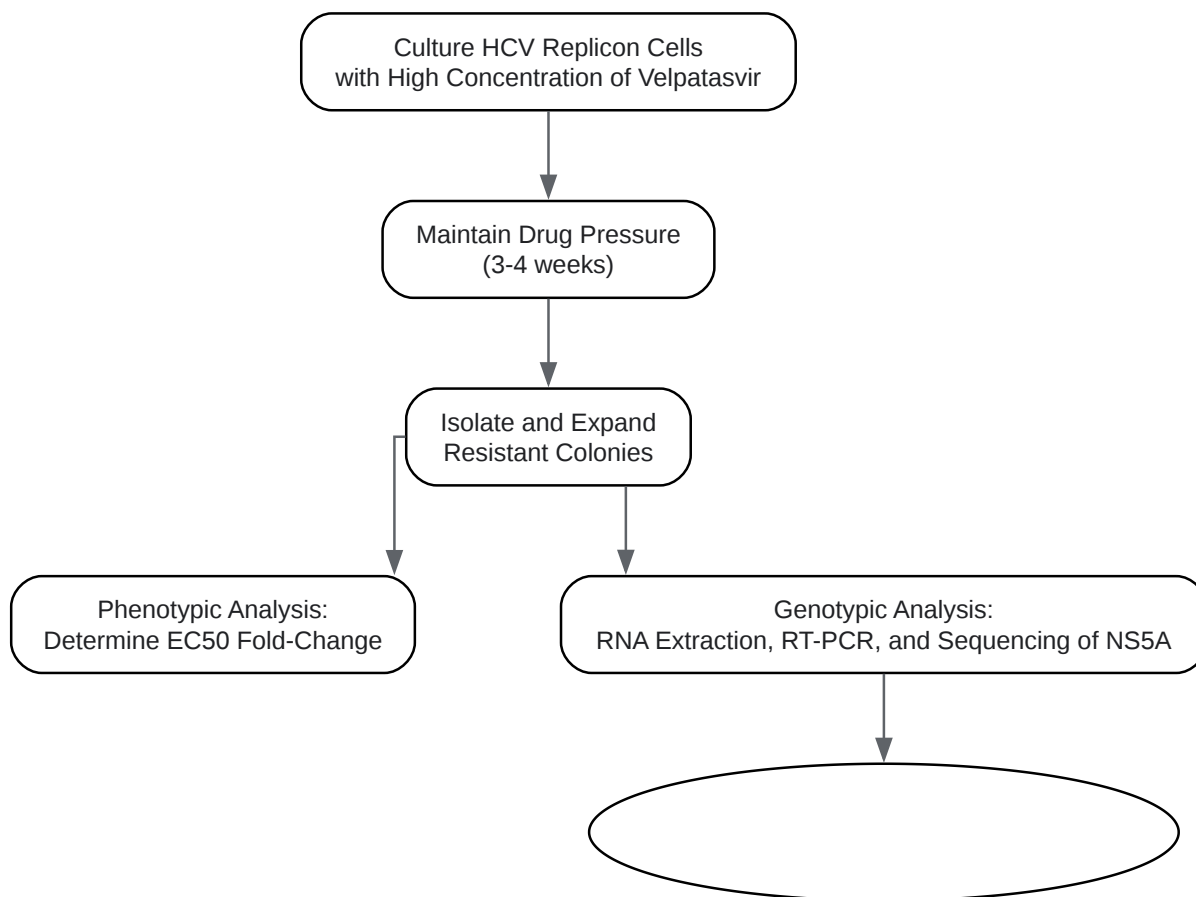 Culture HCV Replicon Cells
with High Concentration of Velpatasvir
Maintain Drug Pressure
(3-4 weeks)
Isolate and Expand
Resistant Colonies
Phenotypic Analysis:
Determine EC50 Fold-Change
Genotypic Analysis:
RNA Extraction, RT-PCR, and Sequencing of NS5A